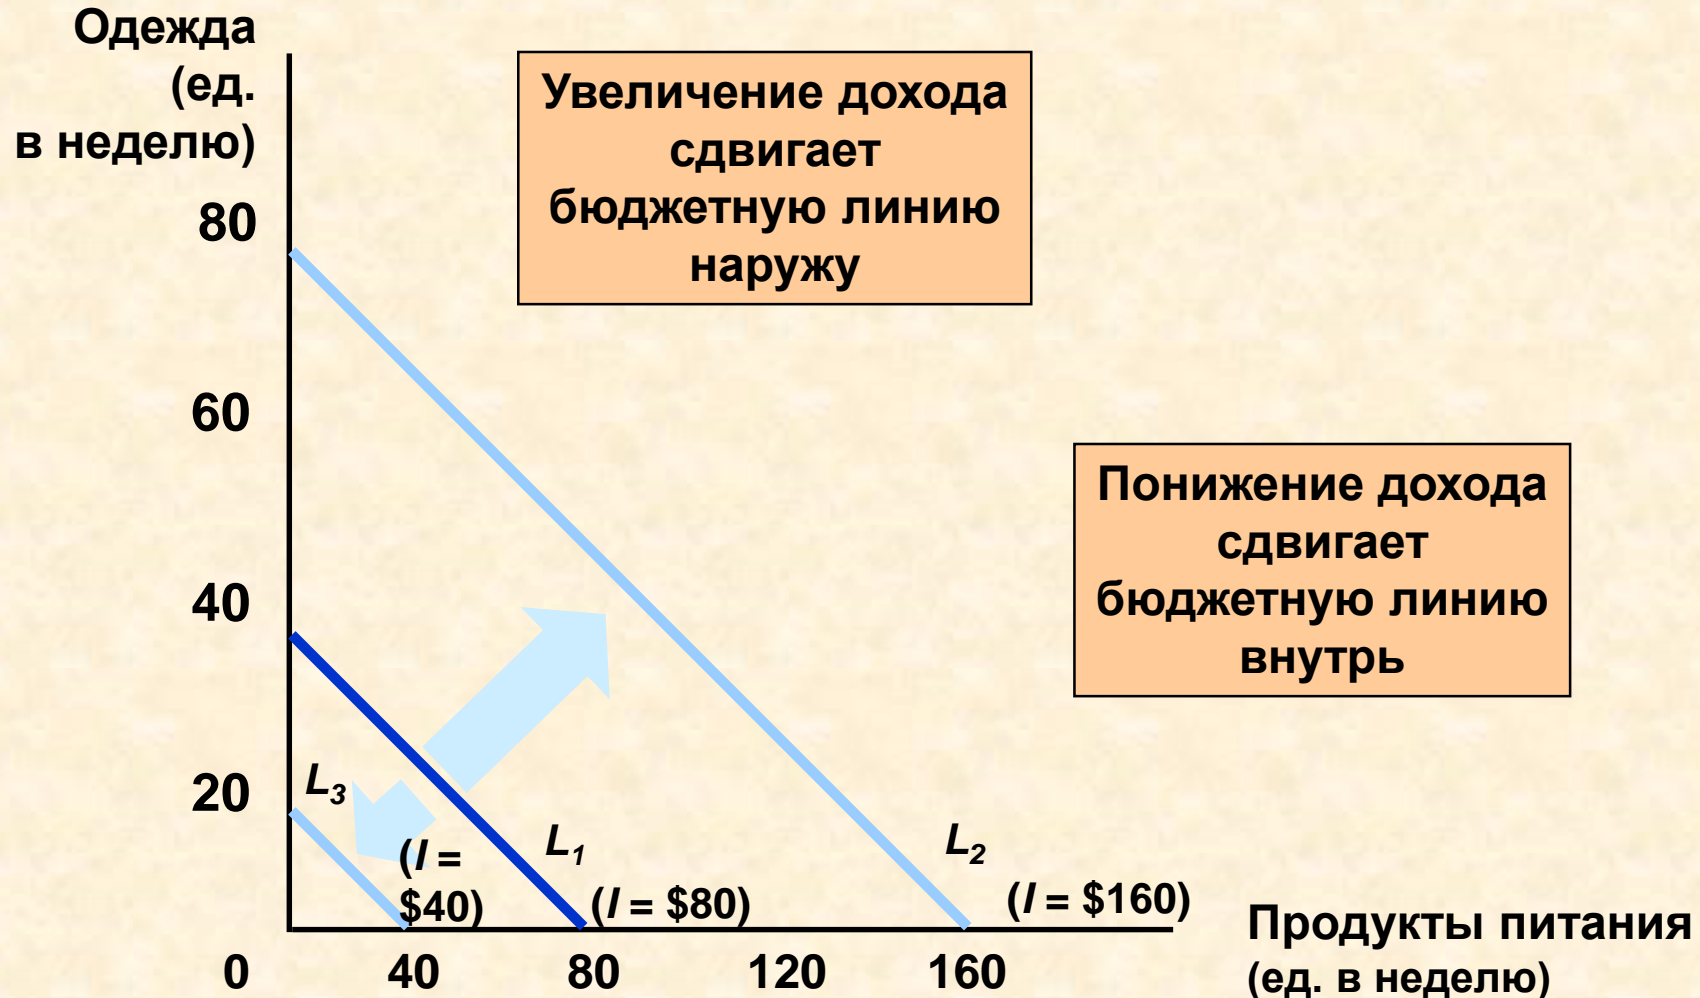 Одежда
(ед.
в неделю)
Увеличение дохода
сдвигает
бюджетную линию
наружу
80
60
Понижение дохода
сдвигает
бюджетную линию
внутрь
40
20
L3
(I =
$40)
L1
(I = $80)
L2
(I = $160)
Продукты питания
(ед. в неделю)
0 40 80 120 160